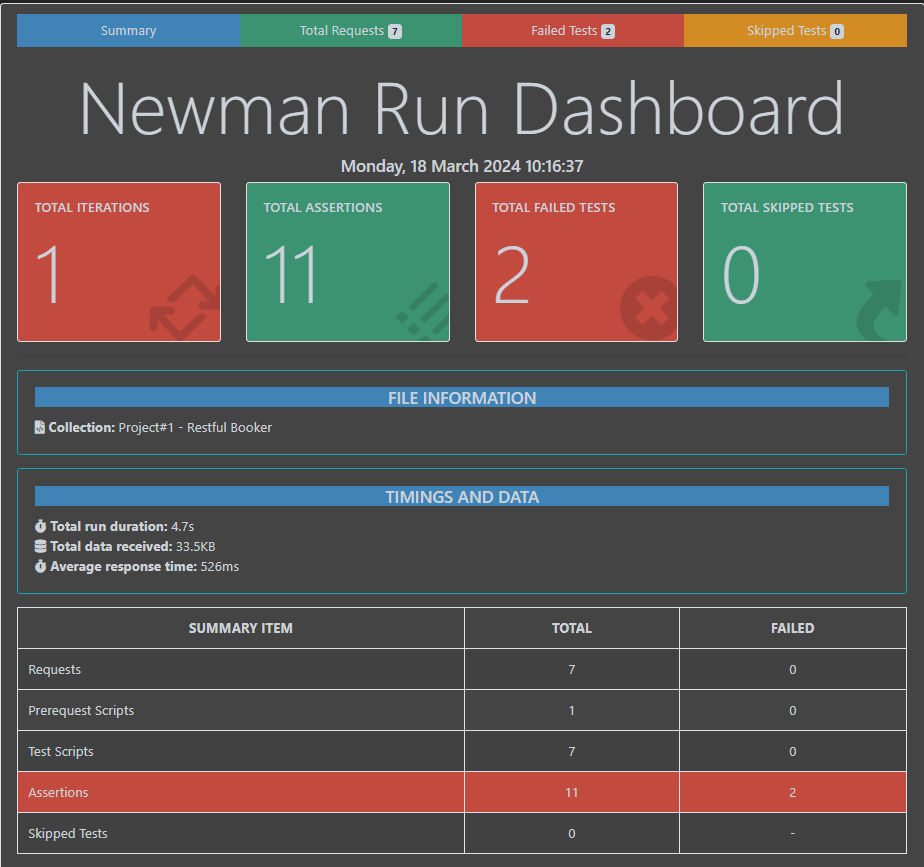 Summary
Total Requests 7
Failed Tests 2
Skipped Tests 0
Newman Run Dashboard
Monday, 18 March 2024 10:16:37
TOTAL ITERATIONS
1
TOTAL ASSERTIONS
11
TOTAL FAILED TESTS
2
TOTAL SKIPPED TESTS
0
FILE INFORMATION
Collection: Project#1 - Restful Booker
TIMINGS AND DATA
Total run duration: 4.7s
Total data received: 33.5KB
Average response time: 526ms
SUMMARY ITEM TOTAL FAILED
Requests 7 0
Prerequest Scripts 1 0
Test Scripts 7 0
Assertions 11 2
Skipped Tests 0 -